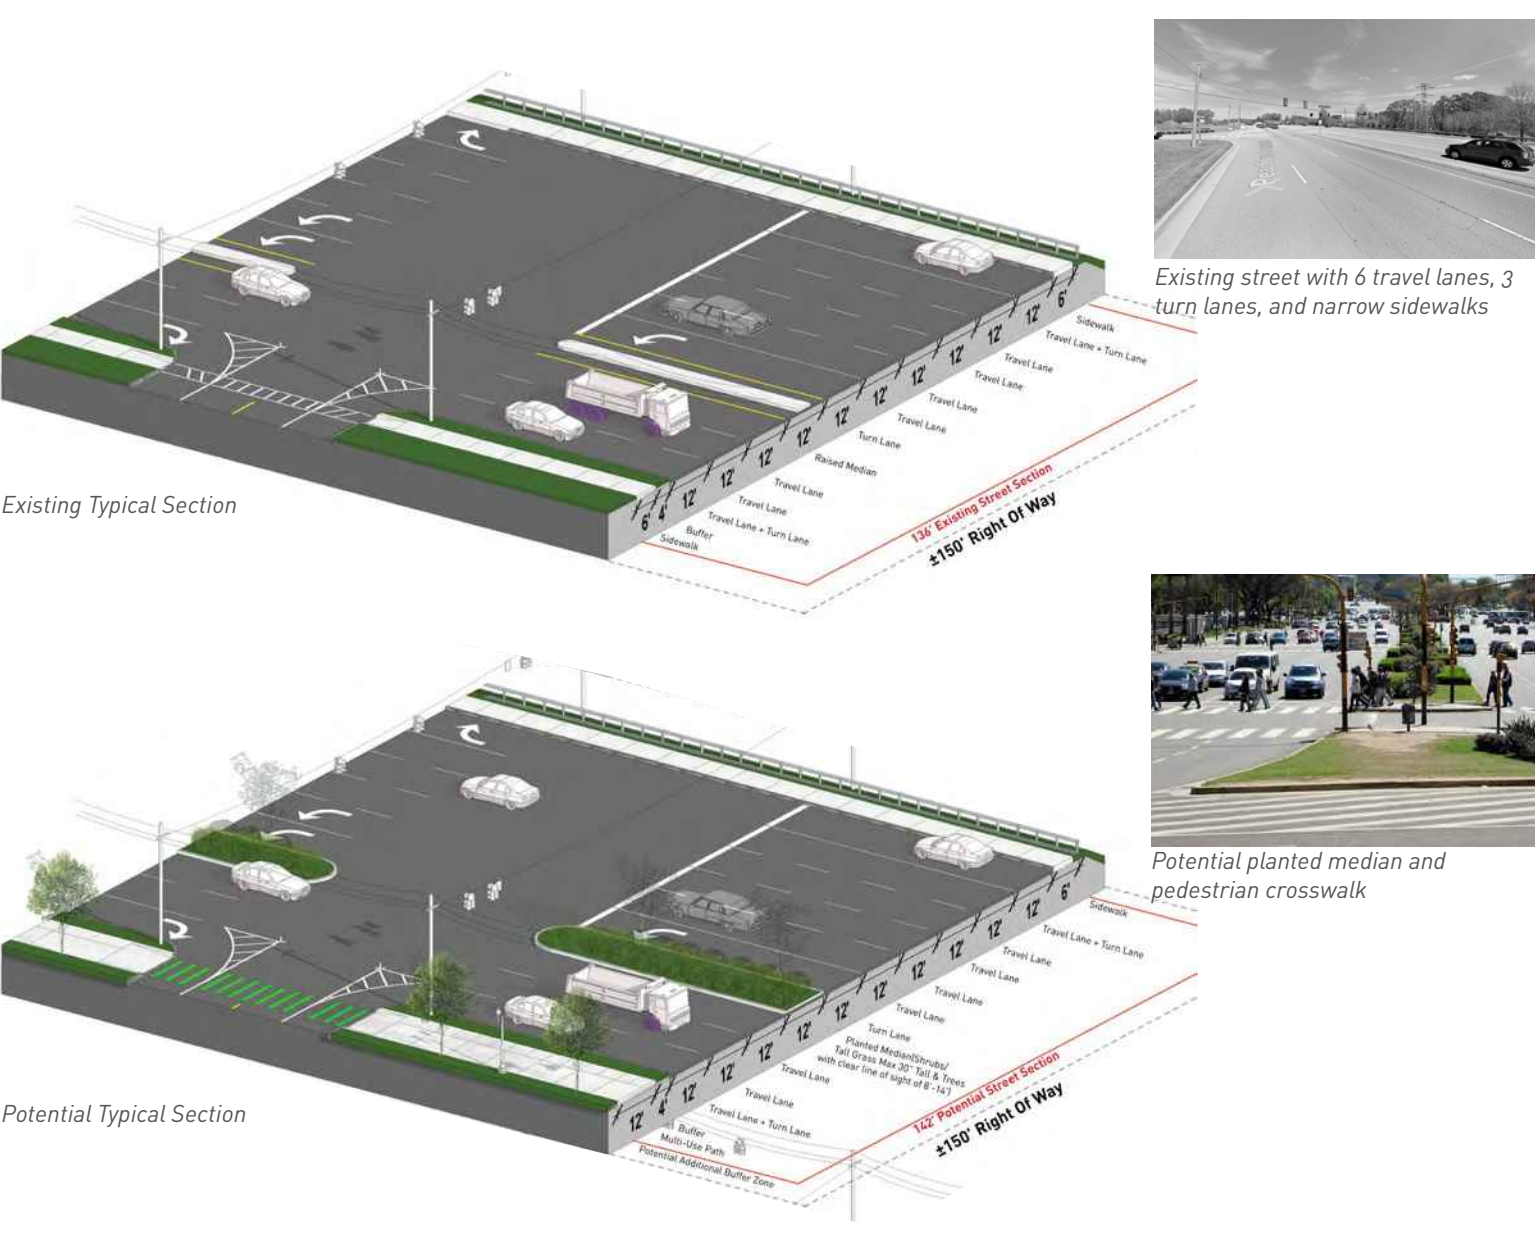 6'
4'
12'
12'
12'
12'
12'
12'
12'
12'
12'
12'
6'
Sidewalk
Travel Lane + Turn Lane
Travel Lane
Travel Lane
Travel Lane
Travel Lane
Turn Lane
Raised Median
Travel Lane
Travel Lane
Travel Lane + Turn Lane
Buffer
Sidewalk
136' Existing Street Section
±150' Right Of Way
Existing Typical Section
Existing street with 6 travel lanes, 3
turn lanes, and narrow sidewalks
12'
4'
12'
12'
12'
12'
12'
12'
12'
12'
12'
12'
6'
Sidewalk
Travel Lane + Turn Lane
Travel Lane
Travel Lane
Travel Lane
Travel Lane
Turn Lane
Planted Median(Shrubs/
Tall Grass Max 30" Tall & Trees
with clear line of sight of 8'-14')
Travel Lane
Travel Lane
Travel Lane + Turn Lane
Buffer
Multi-Use Path
Potential Additional Buffer Zone
142' Potential Street Section
±150' Right Of Way
Potential Typical Section
Potential planted median and
pedestrian crosswalk